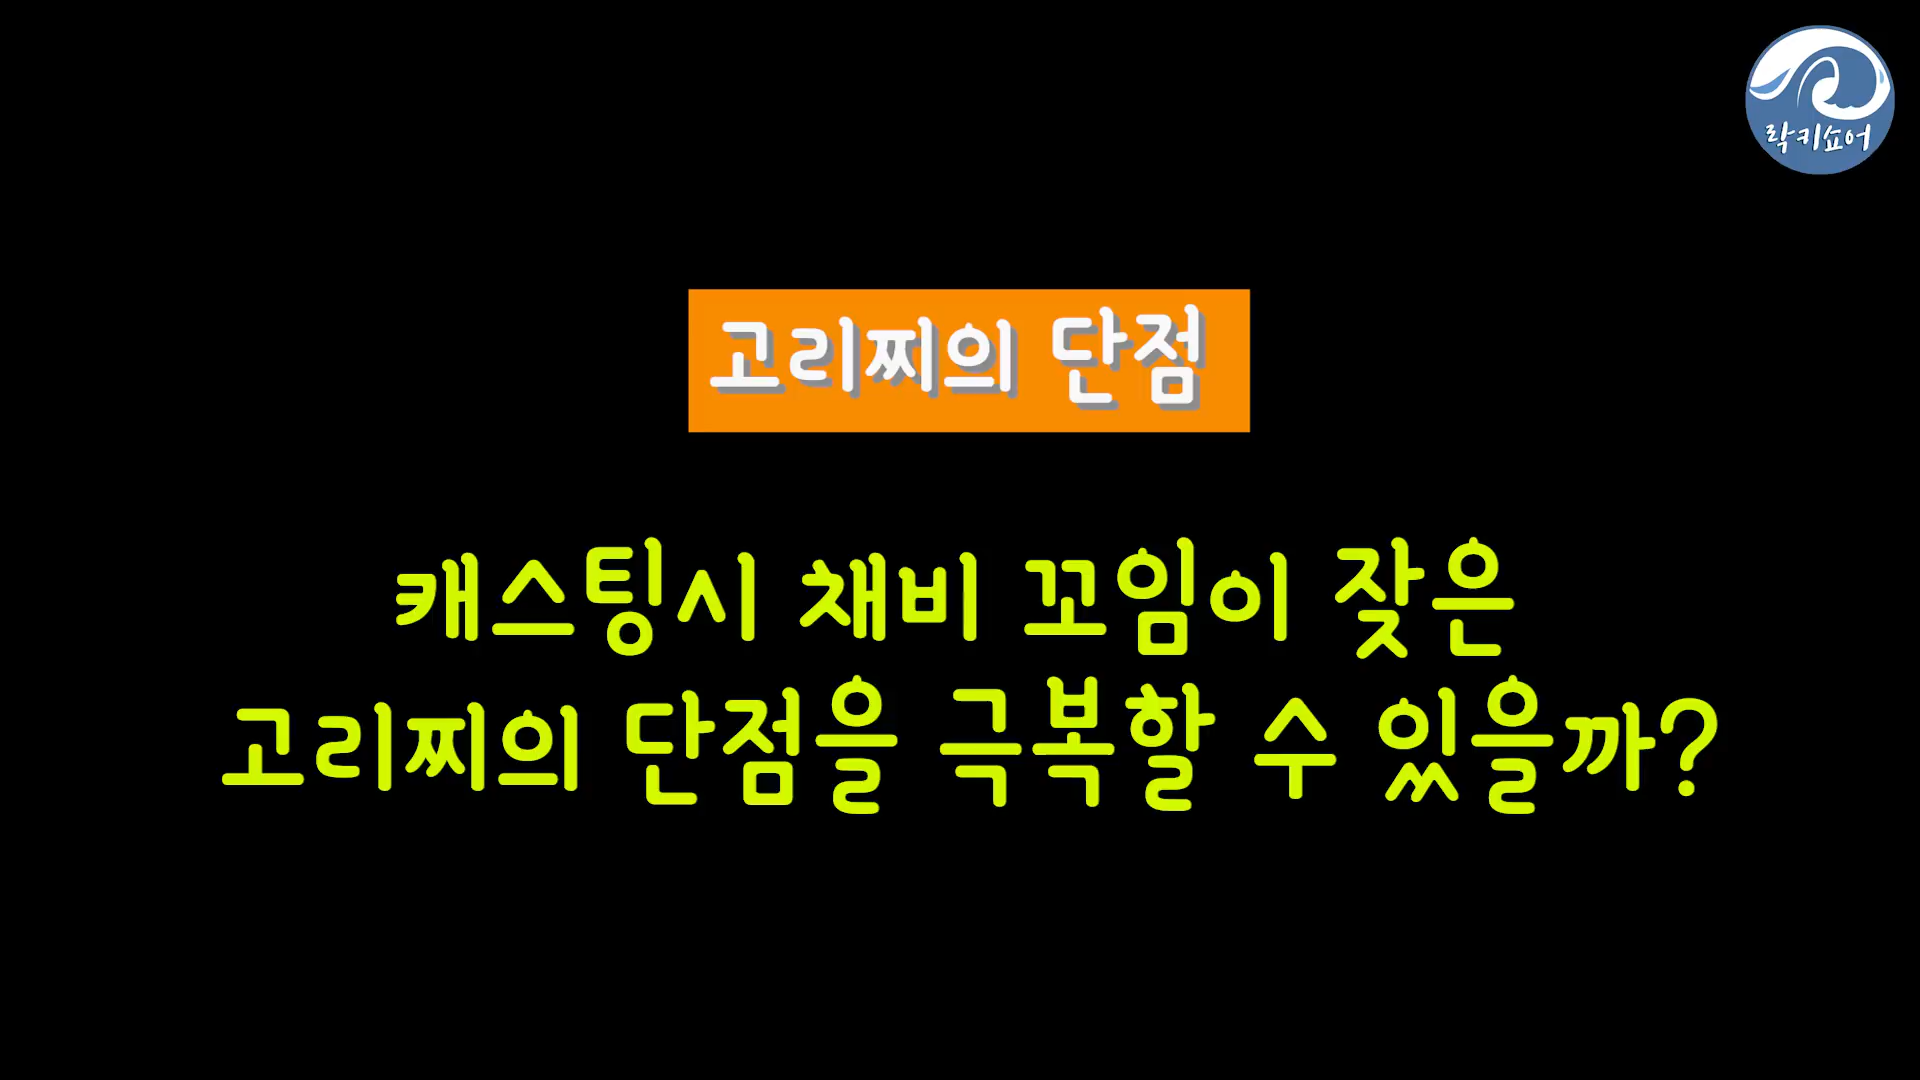 락키쇼어
고리찌의 단점
캐스팅시 채비 꼬임이 잦은
고리찌의 단점을 극복할 수 있을까?